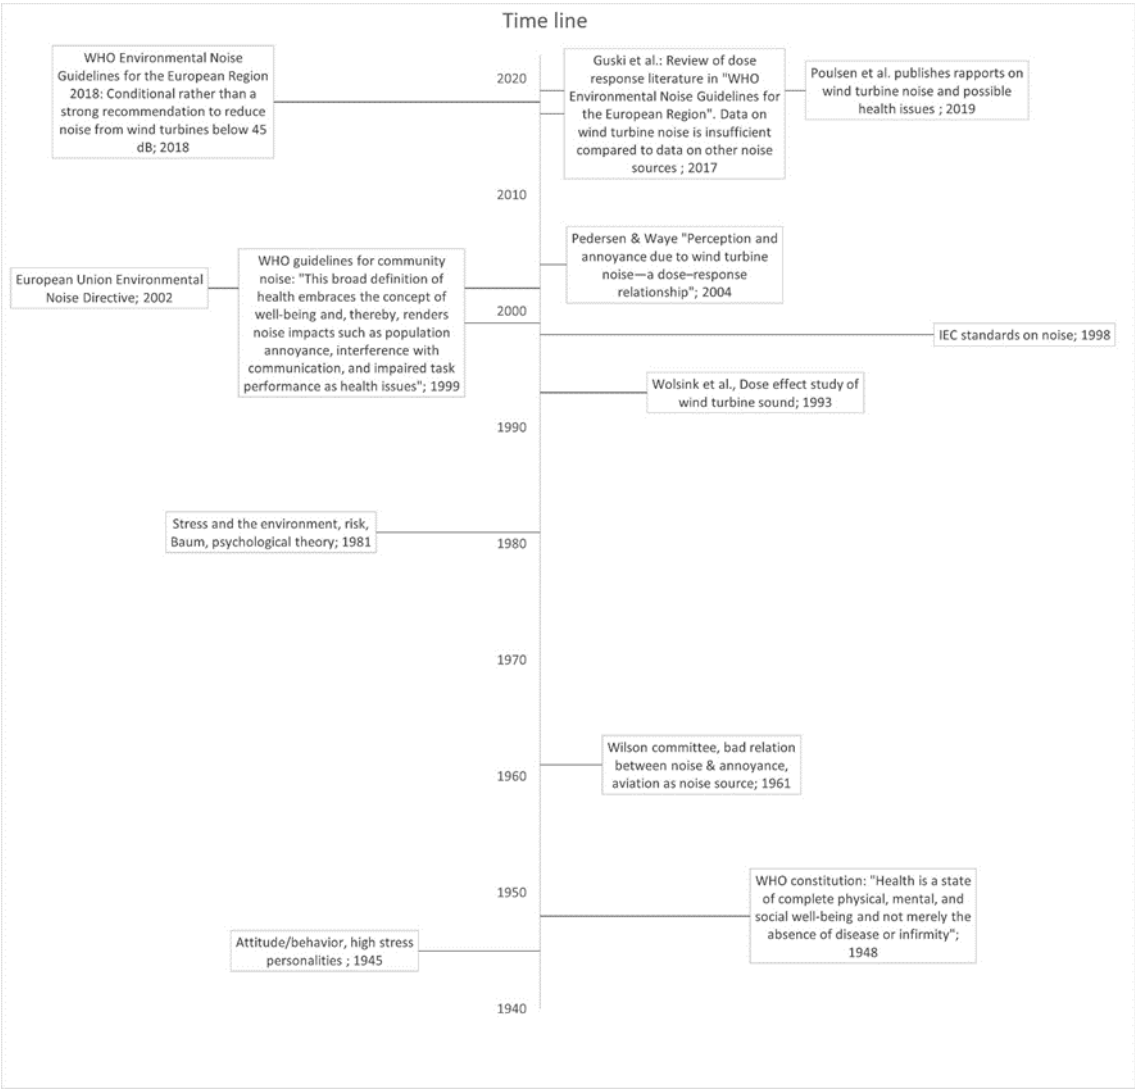 Time line
WHO Environmental Noise
Guidelines for the European Region
2018: Conditional rather than a
strong recommendation to reduce
noise from wind turbines below 45
dB; 2018
2020
Guski et al.: Review of dose
response literature in "WHO
Environmental Noise Guidelines for
the European Region". Data on
wind turbine noise is insufficient
compared to data on other noise
sources ; 2017
Poulsen et al. publishes rapports on
wind turbine noise and possible
health issues ; 2019
2010
European Union Environmental
Noise Directive; 2002
WHO guidelines for community
noise: "This broad definition of
health embraces the concept of
well-being and, thereby, renders
noise impacts such as population
annoyance, interference with
communication, and impaired task
performance as health issues"; 1999
Pedersen & Waye "Perception and
annoyance due to wind turbine
noise—a dose–response
relationship"; 2004
2000
IEC standards on noise; 1998
Wolsink et al., Dose effect study of
wind turbine sound; 1993
1990
Stress and the environment, risk,
Baum, psychological theory; 1981
1980
1970
Wilson committee, bad relation
between noise & annoyance,
aviation as noise source; 1961
1960
1950
WHO constitution: "Health is a state
of complete physical, mental, and
social well-being and not merely the
absence of disease or infirmity";
1948
Attitude/behavior, high stress
personalities ; 1945
1940